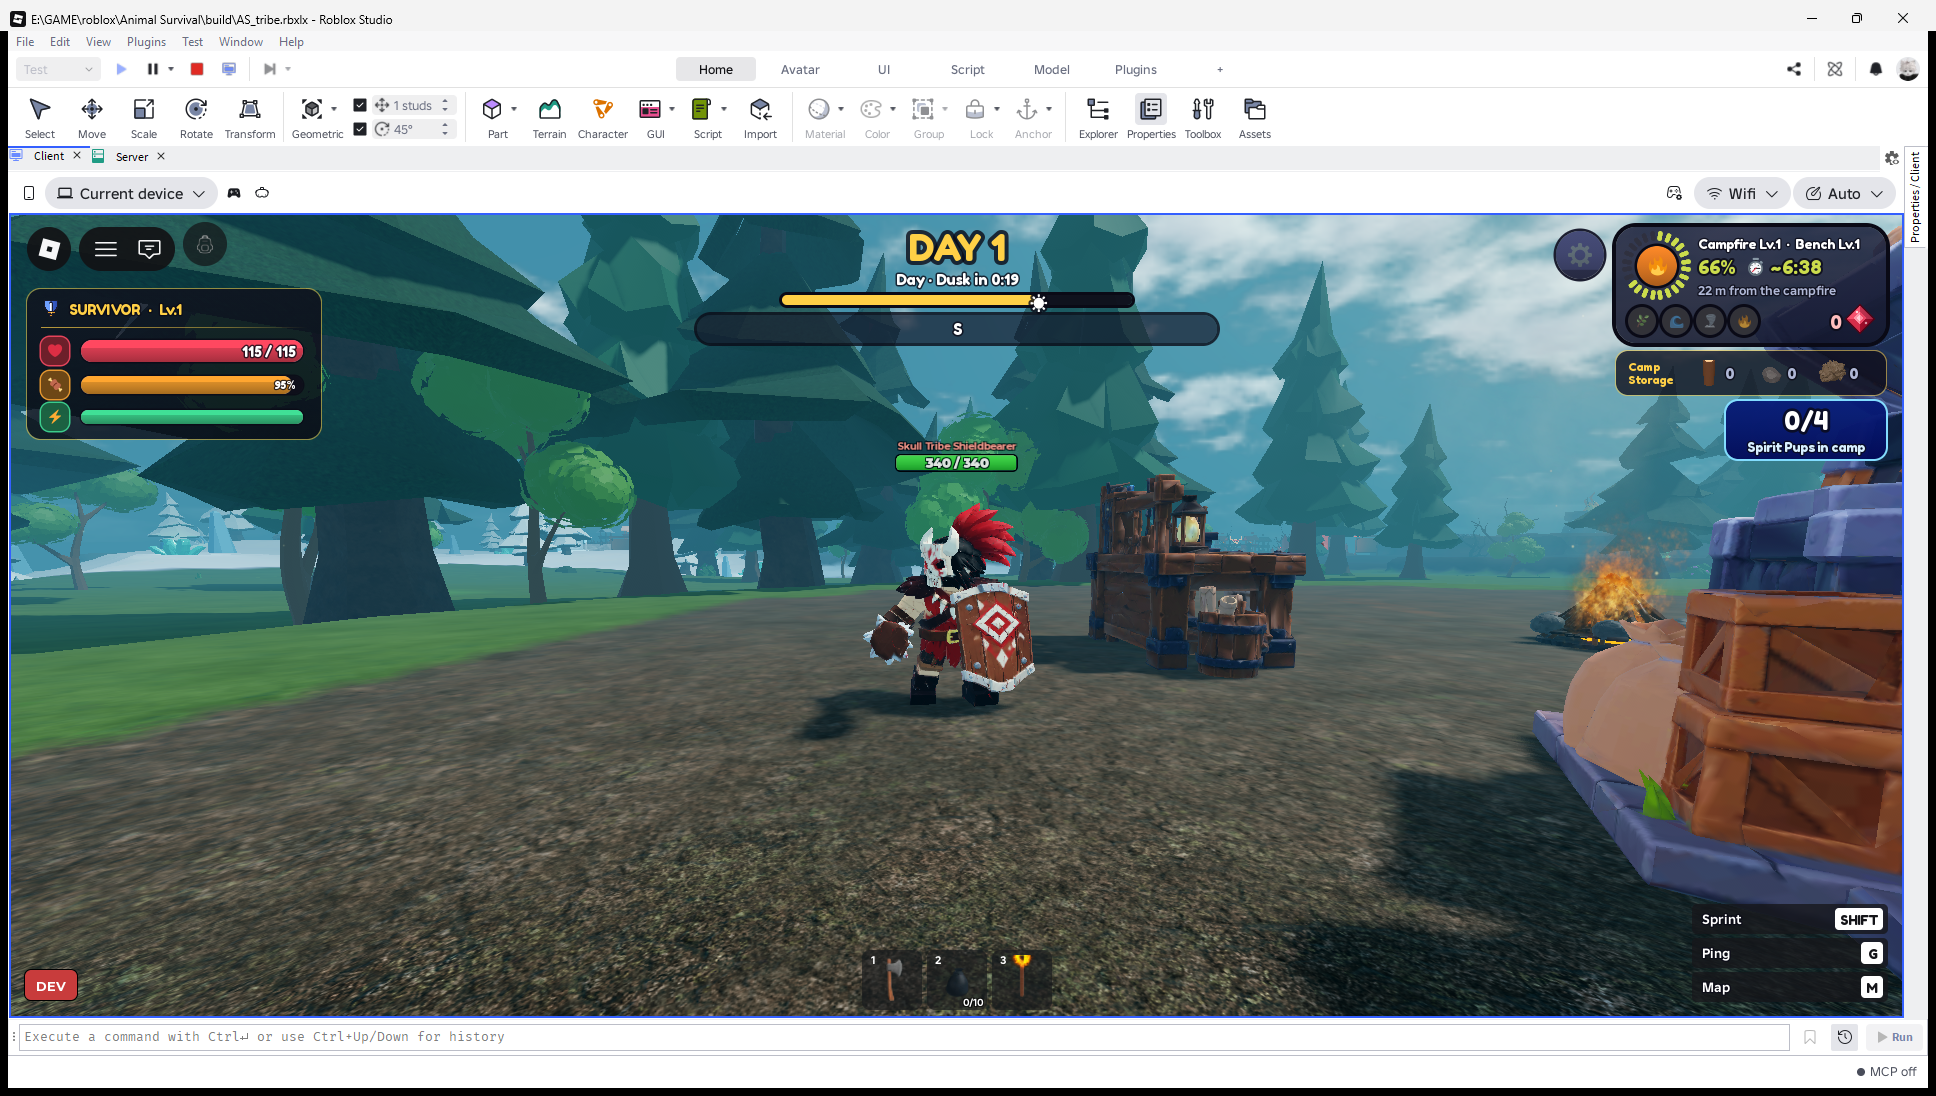 E:\GAME\roblox\Animal Survival\build\AS_tribe.rbxlx - Roblox Studio
File Edit View Plugins Test Window Help
Test
Home Avatar UI Script Model Plugins +
1 studs
45°
Select Move Scale Rotate Transform Geometric Part Terrain Character GUI Script Import Material Color Group Lock Anchor Explorer Properties Toolbox Assets
Client Server
Properties / Client
Current device
Wifi Auto
DAY 1
Day · Dusk in 0:19
S
SURVIVOR · Lv.1
115 / 115
95%
Campfire Lv.1 · Bench Lv.1
66% ~6:38
22 m from the campfire
0
Camp Storage 0 0 0
0/4
Spirit Pups in camp
Skull Tribe Shieldbearer
340 / 340
Sprint SHIFT
Ping G
Map M
DEV
1 2 3
0/10
Execute a command with Ctrl↵ or use Ctrl+Up/Down for history
Run
MCP off